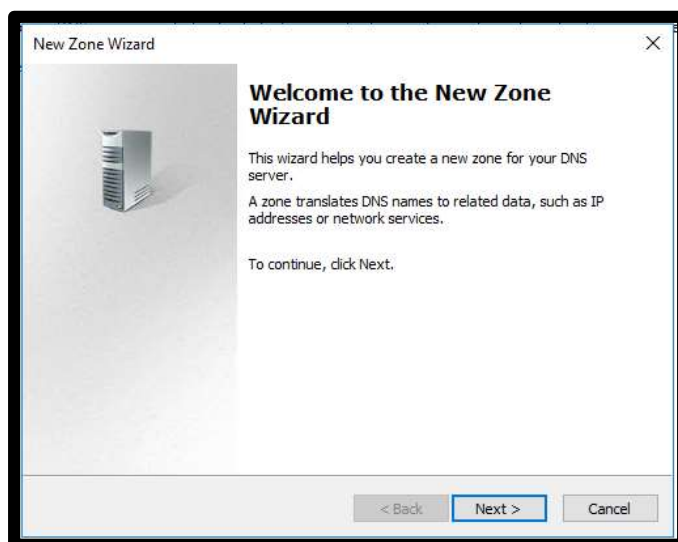 New Zone Wizard
Welcome to the New Zone
Wizard
This wizard helps you create a new zone for your DNS
server.
A zone translates DNS names to related data, such as IP
addresses or network services.
To continue, click Next.
< Back
Next >
Cancel